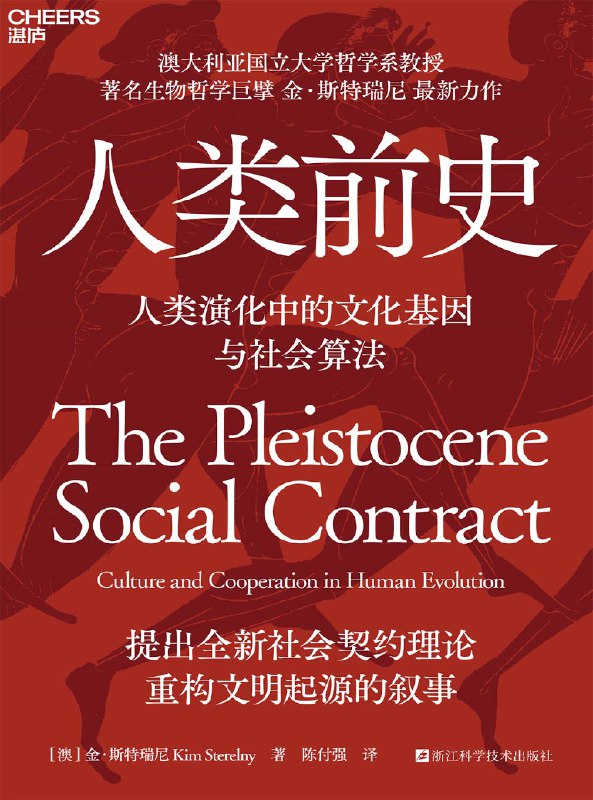 CHEERS
湛庐
澳大利亚国立大学哲学系教授
著名生物哲学巨擘 金·斯特瑞尼 最新力作
人类前史
人类演化中的文化基因
与社会算法
The Pleistocene
Social Contract
Culture and Cooperation in Human Evolution
提出全新社会契约理论
重构文明起源的叙事
[澳] 金·斯特瑞尼 Kim Sterelny 著 陈付强 译
浙江科学技术出版社